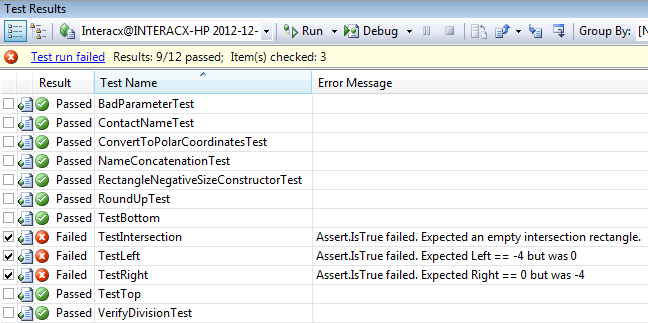 Test Results
Interacx@INTERACX-HP 2012-12- Run Debug Group By: [N
Test run failed Results: 9/12 passed; Item(s) checked: 3
Result Test Name Error Message
Passed BadParameterTest
Passed ContactNameTest
Passed ConvertToPolarCoordinatesTest
Passed NameConcatenationTest
Passed RectangleNegativeSizeConstructorTest
Passed RoundUpTest
Passed TestBottom
Failed TestIntersection Assert.IsTrue failed. Expected an empty intersection rectangle.
Failed TestLeft Assert.IsTrue failed. Expected Left == -4 but was 0
Failed TestRight Assert.IsTrue failed. Expected Right == 0 but was -4
Passed TestTop
Passed VerifyDivisionTest